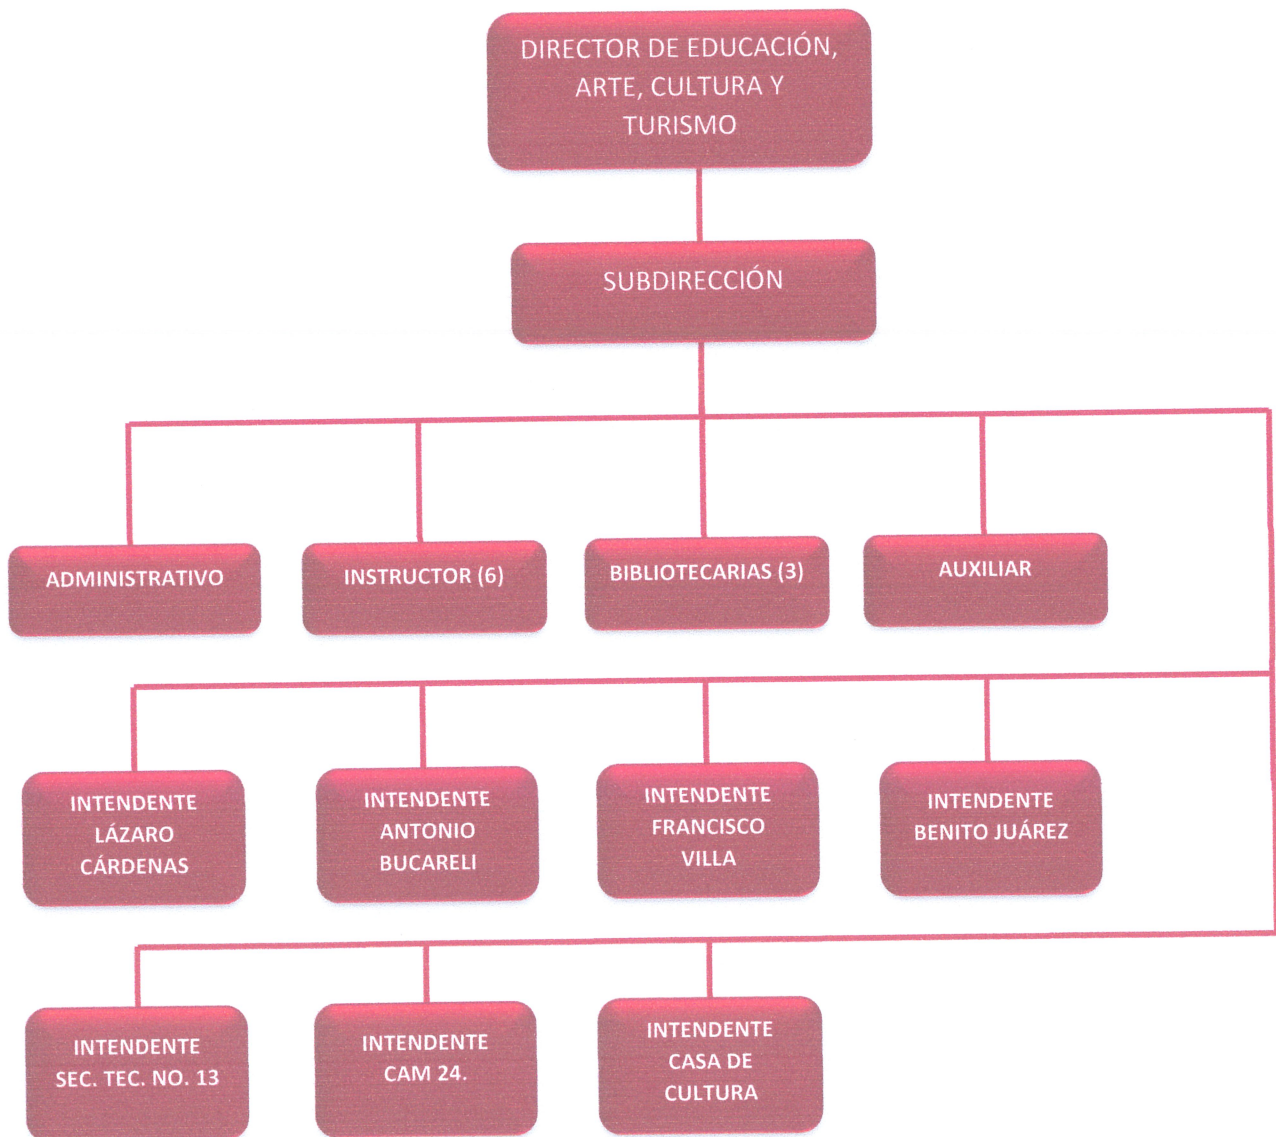 DIRECTOR DE EDUCACIÓN,
ARTE, CULTURA Y
TURISMO
SUBDIRECCIÓN
ADMINISTRATIVO
INSTRUCTOR (6)
BIBLIOTECARIAS (3)
AUXILIAR
INTENDENTE
LÁZARO
CÁRDENAS
INTENDENTE
ANTONIO
BUCARELI
INTENDENTE
FRANCISCO
VILLA
INTENDENTE
BENITO JUÁREZ
INTENDENTE
SEC. TEC. NO. 13
INTENDENTE
CAM 24.
INTENDENTE
CASA DE
CULTURA